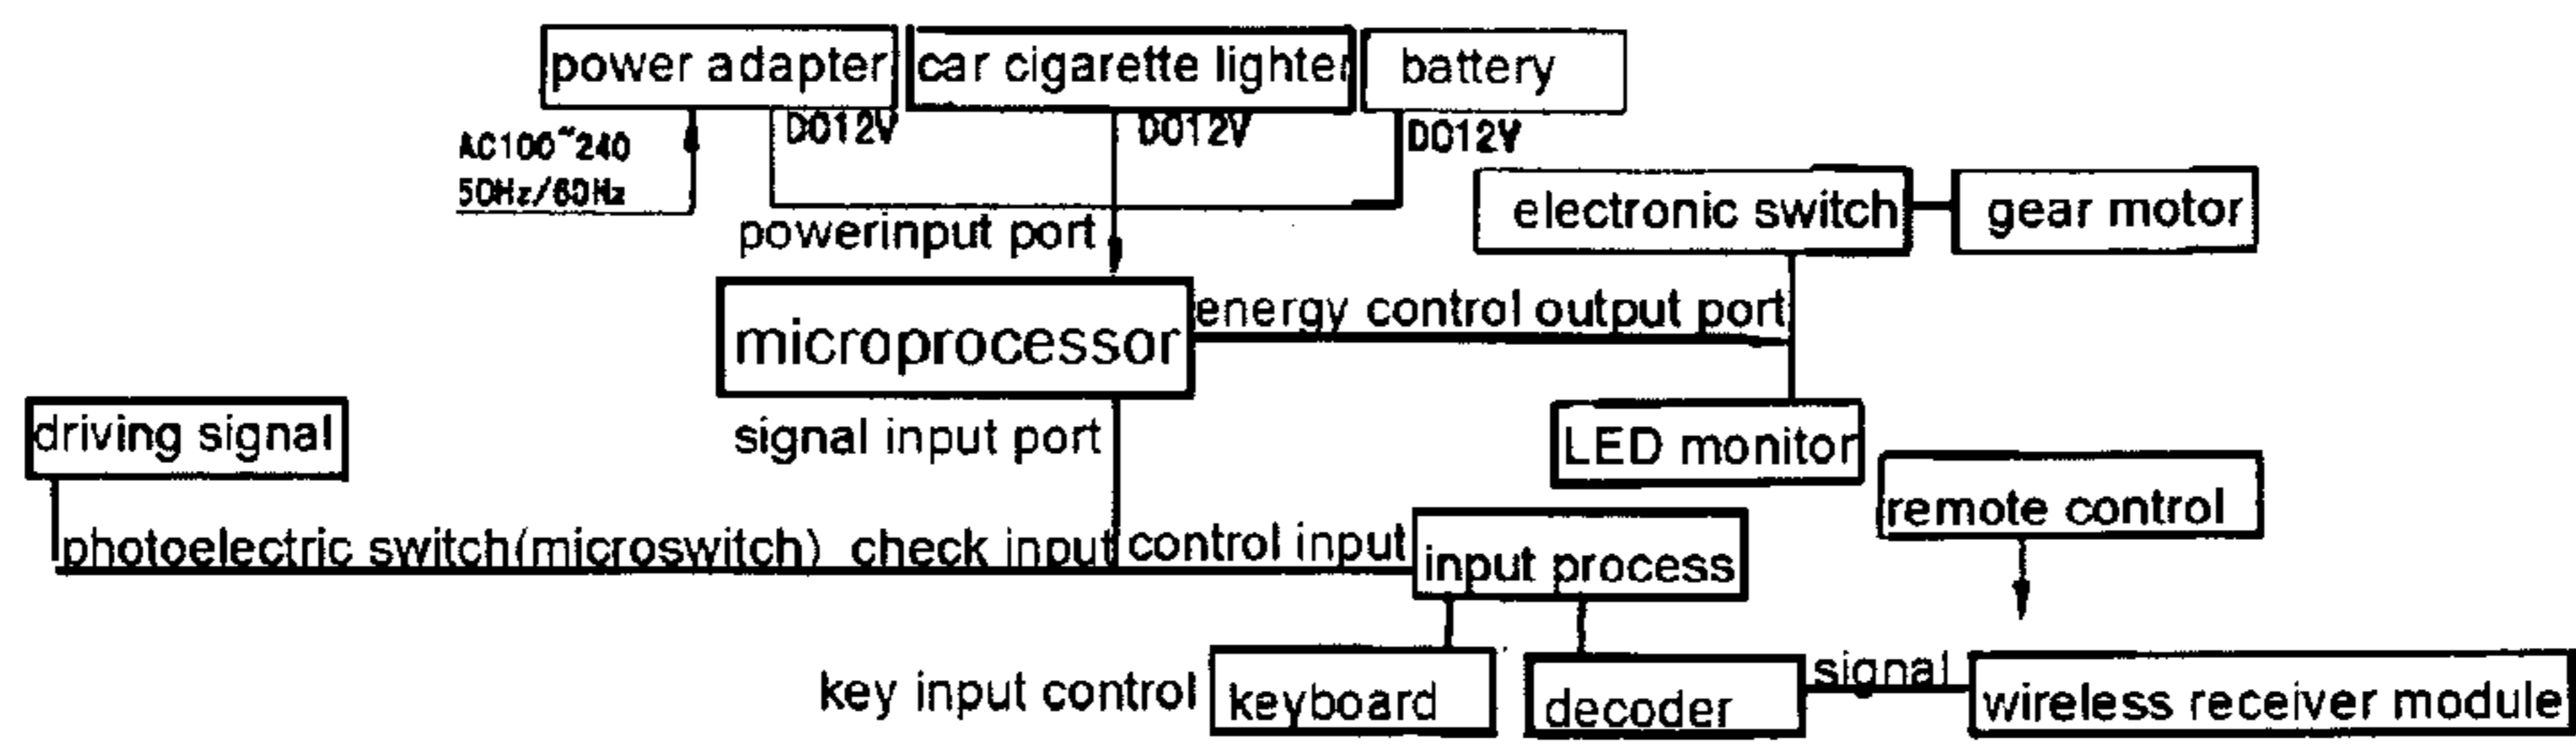 power adapter
car cigarette lighter
battery
AC100~240
50Hz/60Hz
DC12V
DC12V
DC12V
electronic switch
gear motor
powerinput port
microprocessor
energy control output port
driving signal
signal input port
LED monitor
remote control
photoelectric switch(microswitch) check input
control input
input process
key input control
keyboard
decoder
signal
wireless receiver module